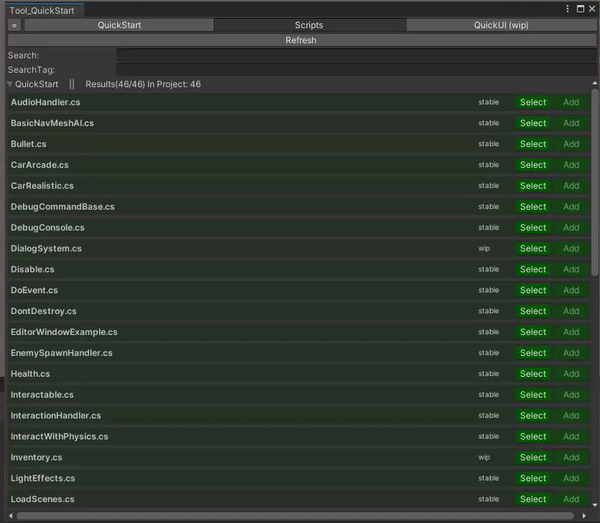 Tool_QuickStart
= QuickStart Scripts QuickUI (wip)
Refresh
Search:
SearchTag:
QuickStart || Results(46/46) In Project: 46
AudioHandler.cs stable Select Add
BasicNavMeshAI.cs stable Select Add
Bullet.cs stable Select Add
CarArcade.cs stable Select Add
CarRealistic.cs stable Select Add
DebugCommandBase.cs stable Select Add
DebugConsole.cs stable Select Add
DialogSystem.cs wip Select Add
Disable.cs stable Select Add
DoEvent.cs stable Select Add
DontDestroy.cs stable Select Add
EditorWindowExample.cs stable Select Add
EnemySpawnHandler.cs stable Select Add
Health.cs stable Select Add
Interactable.cs stable Select Add
InteractionHandler.cs stable Select Add
InteractWithPhysics.cs stable Select Add
Inventory.cs wip Select Add
LightEffects.cs stable Select Add
LoadScenes.cs stable Select Add